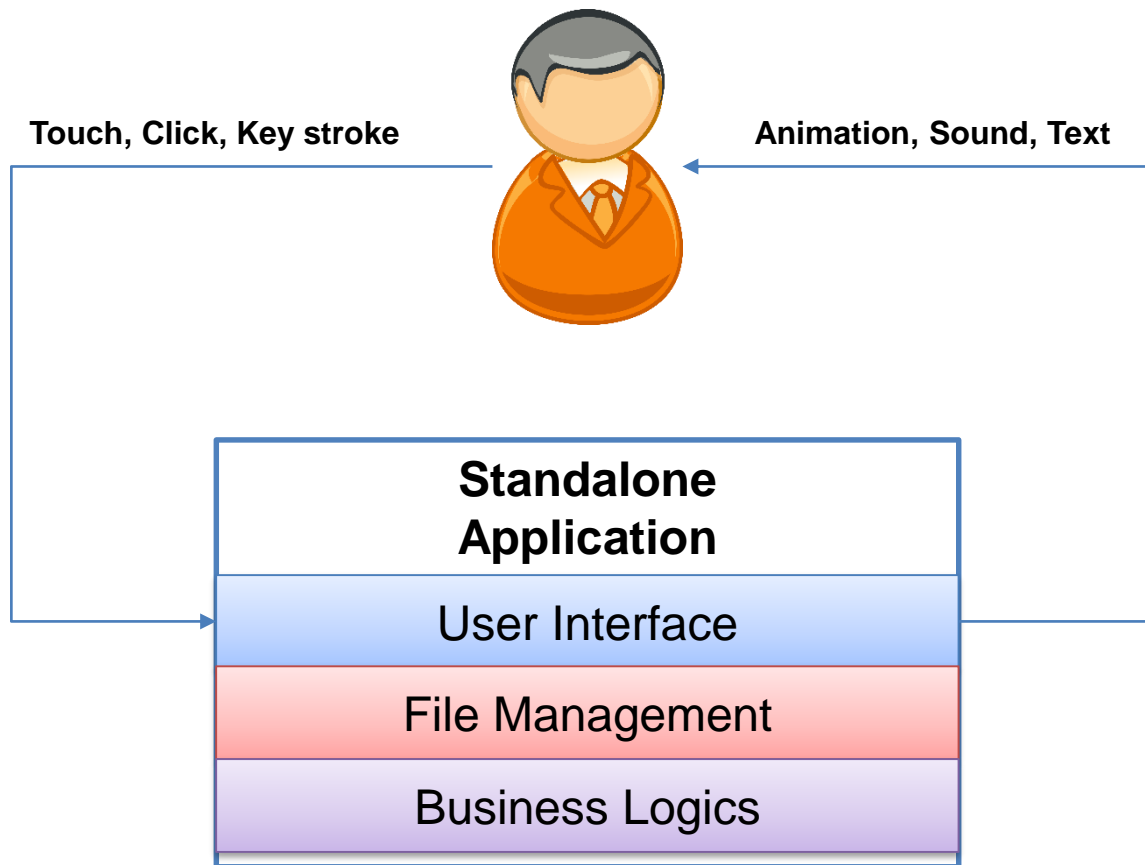 Touch, Click, Key stroke
Animation, Sound, Text
Standalone
Application
User Interface
File Management
Business Logics